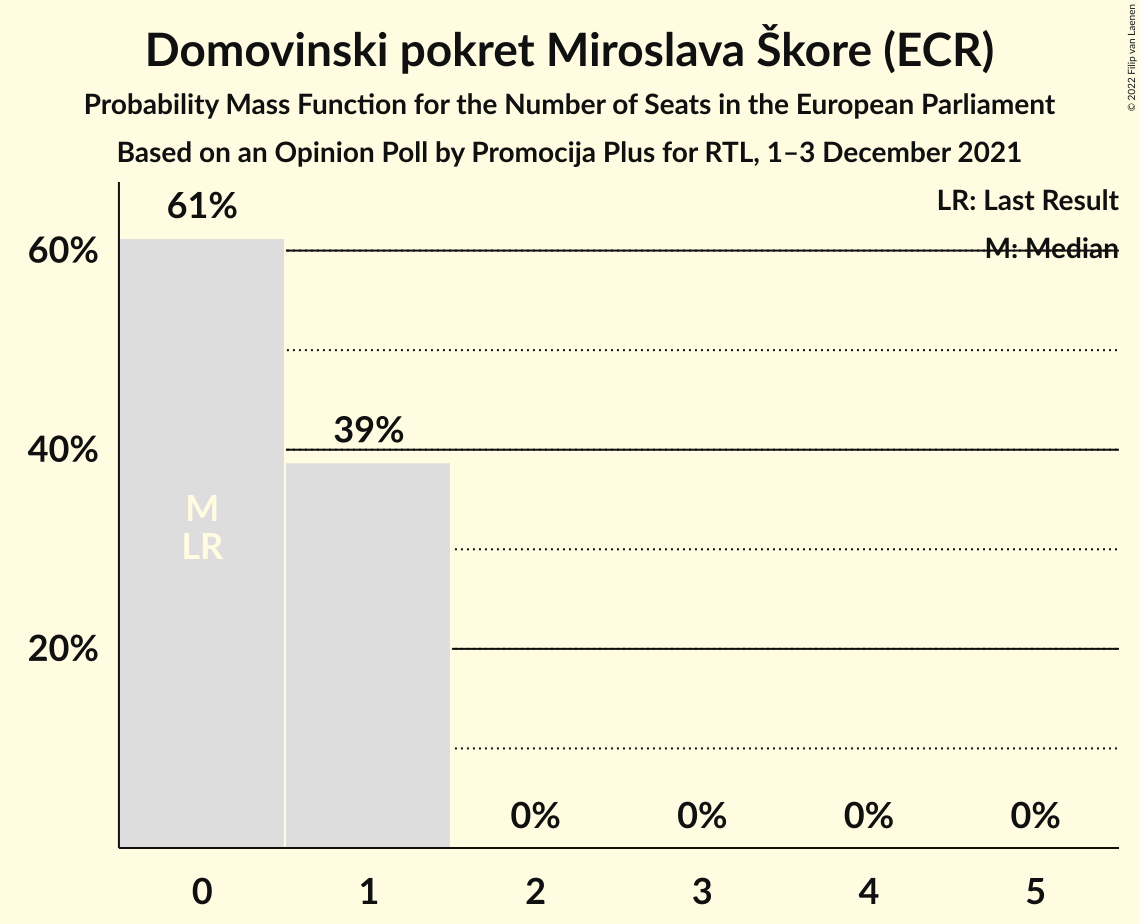 Domovinski pokret Miroslava Škore (ECR)
Probability Mass Function for the Number of Seats in the European Parliament
Based on an Opinion Poll by Promocija Plus for RTL, 1–3 December 2021
© 2022 Filip van Laenen
LR: Last Result
M: Median
61%
60%
39%
40%
M
LR
20%
0% 0% 0% 0%
0 1 2 3 4 5